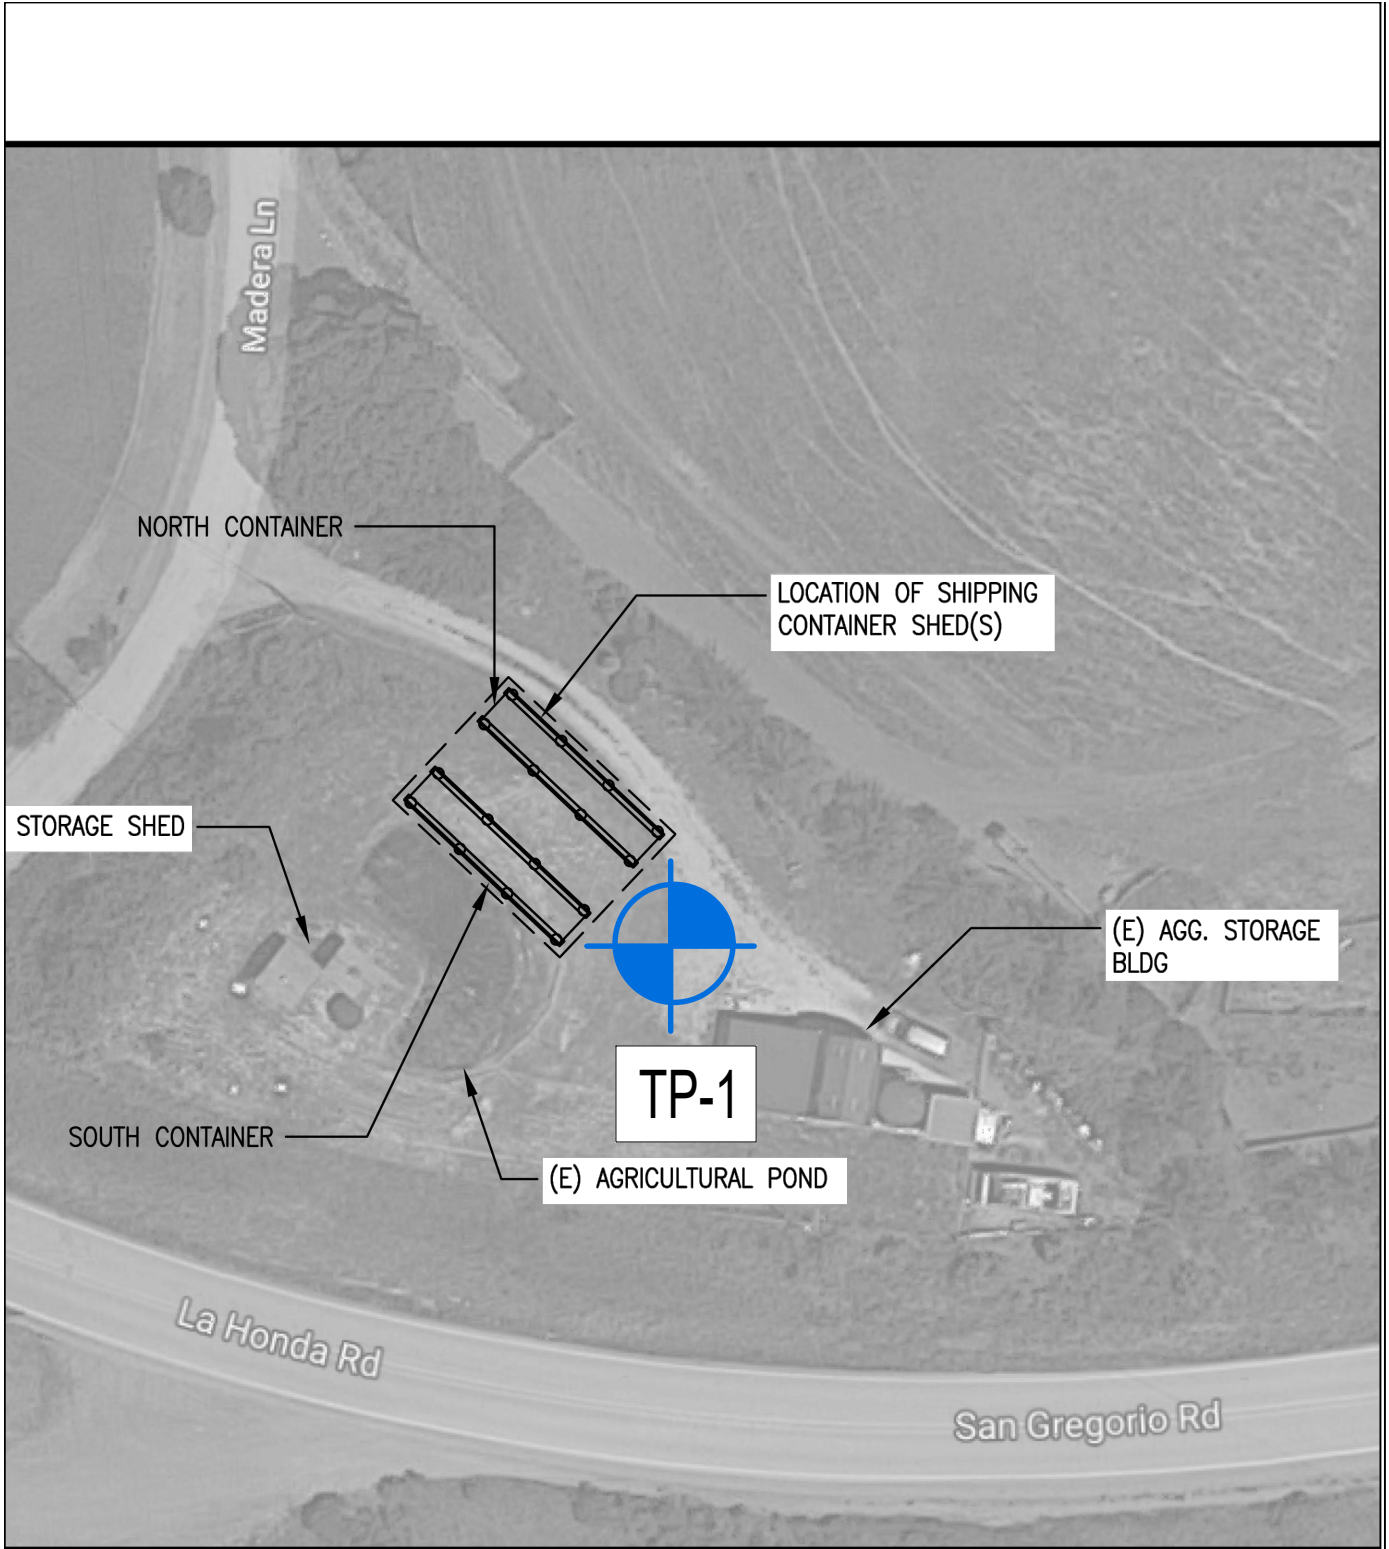 Madera Ln
NORTH CONTAINER
LOCATION OF SHIPPING
CONTAINER SHED(S)
STORAGE SHED
(E) AGG. STORAGE
BLDG
TP-1
SOUTH CONTAINER
(E) AGRICULTURAL POND
La Honda Rd
San Gregorio Rd